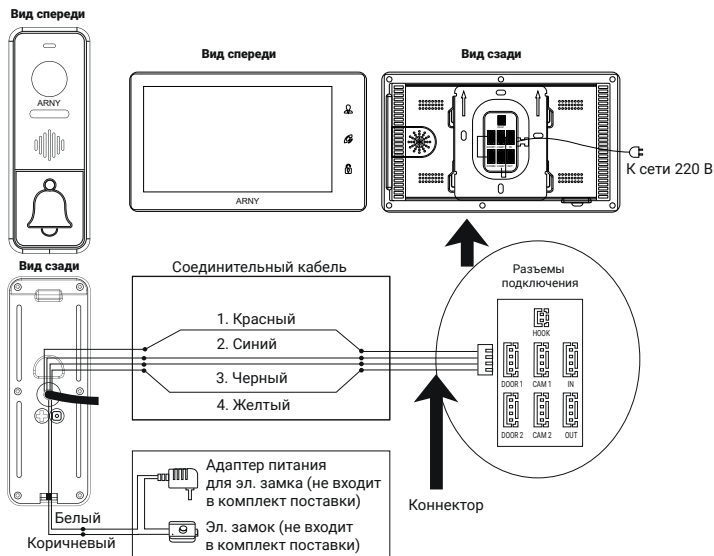 Вид спереди
ARNY
Вид спереди
ARNY
Вид сзади
К сети 220 В
Вид сзади
Соединительный кабель
1. Красный
2. Синий
3. Черный
4. Желтый
Разъемы
подключения
HOOK
DOOR 1
CAM 1
IN
DOOR 2
CAM 2
OUT
Коннектор
Адаптер питания
для эл. замка (не входит
в комплект поставки)
Белый
Эл. замок (не входит
в комплект поставки)
Коричневый